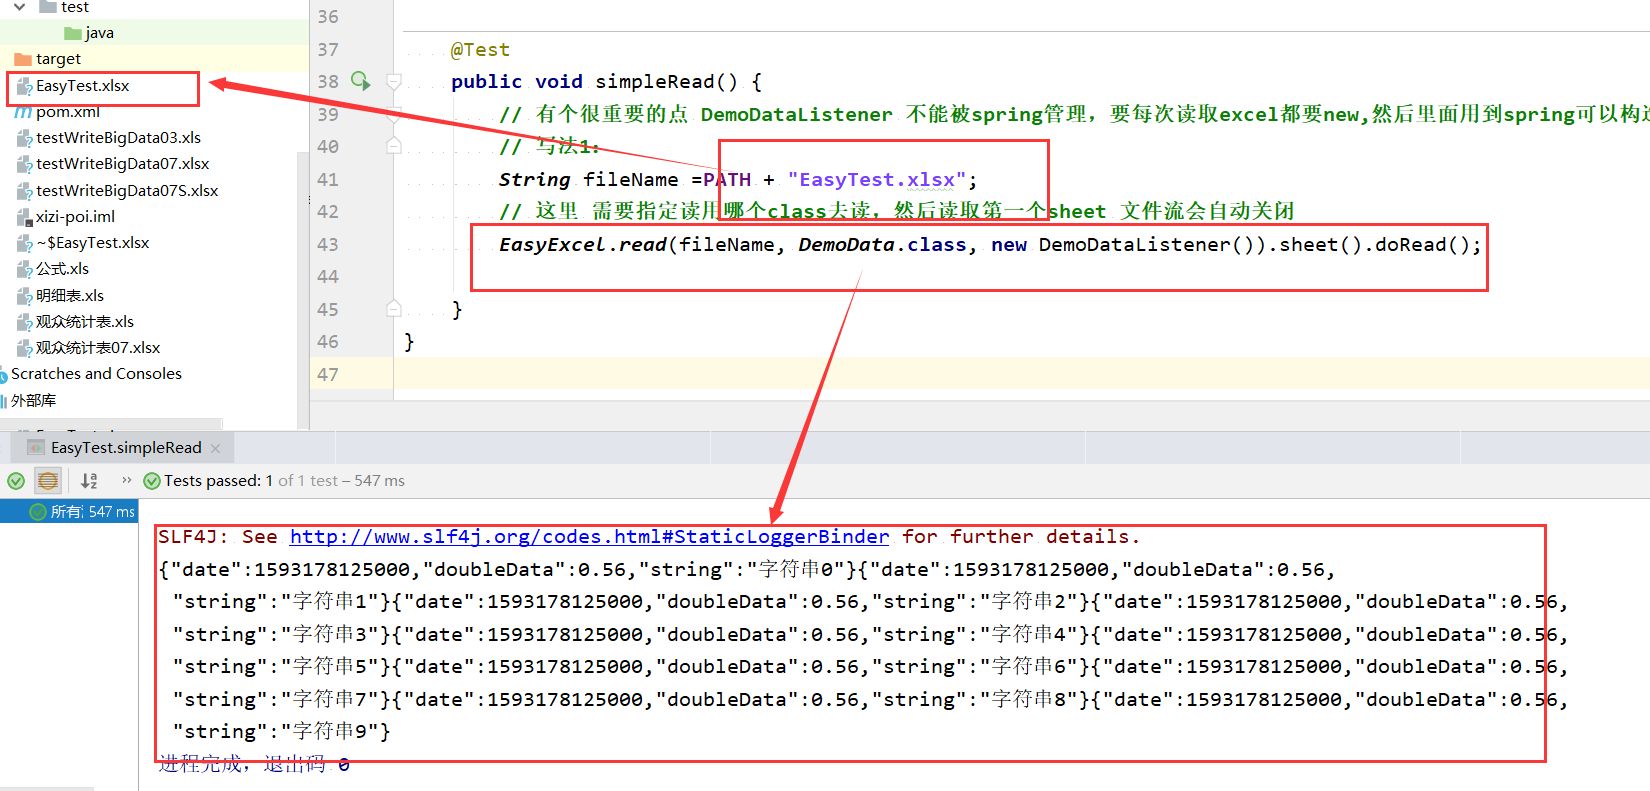 test
java
target
EasyTest.xlsx
pom.xml
testWriteBigData03.xls
testWriteBigData07.xlsx
testWriteBigData07S.xlsx
xizi-poi.iml
~$EasyTest.xlsx
公式.xls
明细表.xls
观众统计表.xls
观众统计表07.xlsx
Scratches and Consoles
外部库
36
37 @Test
38 public void simpleRead() {
39 // 有个很重要的点 DemoDataListener 不能被spring管理，要每次读取excel都要new,然后里面用到spring可以构造
40 // 写法1：
41 String fileName =PATH + "EasyTest.xlsx";
42 // 这里 需要指定读用哪个class去读，然后读取第一个sheet 文件流会自动关闭
43 EasyExcel.read(fileName, DemoData.class, new DemoDataListener()).sheet().doRead();
44
45 }
46 }
47
EasyTest.simpleRead
Tests passed: 1 of 1 test – 547 ms
547 ms
SLF4J: See http://www.slf4j.org/codes.html#StaticLoggerBinder for further details.
{"date":1593178125000,"doubleData":0.56,"string":"字符串0"}{"date":1593178125000,"doubleData":0.56,
"string":"字符串1"}{"date":1593178125000,"doubleData":0.56,"string":"字符串2"}{"date":1593178125000,"doubleData":0.56,
"string":"字符串3"}{"date":1593178125000,"doubleData":0.56,"string":"字符串4"}{"date":1593178125000,"doubleData":0.56,
"string":"字符串5"}{"date":1593178125000,"doubleData":0.56,"string":"字符串6"}{"date":1593178125000,"doubleData":0.56,
"string":"字符串7"}{"date":1593178125000,"doubleData":0.56,"string":"字符串8"}{"date":1593178125000,"doubleData":0.56,
"string":"字符串9"}
进程完成，退出码 0